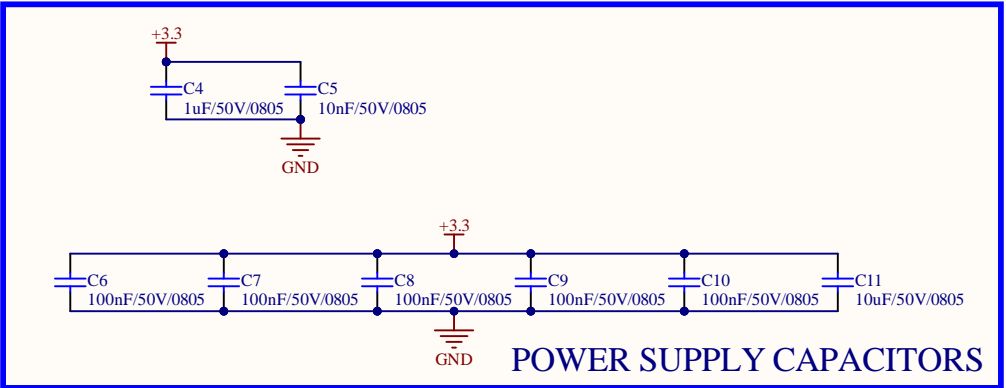 +3.3
C4
C5
1uF/50V/0805
10nF/50V/0805
GND
+3.3
C6
C7
C8
C9
C10
C11
100nF/50V/0805
100nF/50V/0805
100nF/50V/0805
100nF/50V/0805
100nF/50V/0805
10uF/50V/0805
GND
POWER SUPPLY CAPACITORS